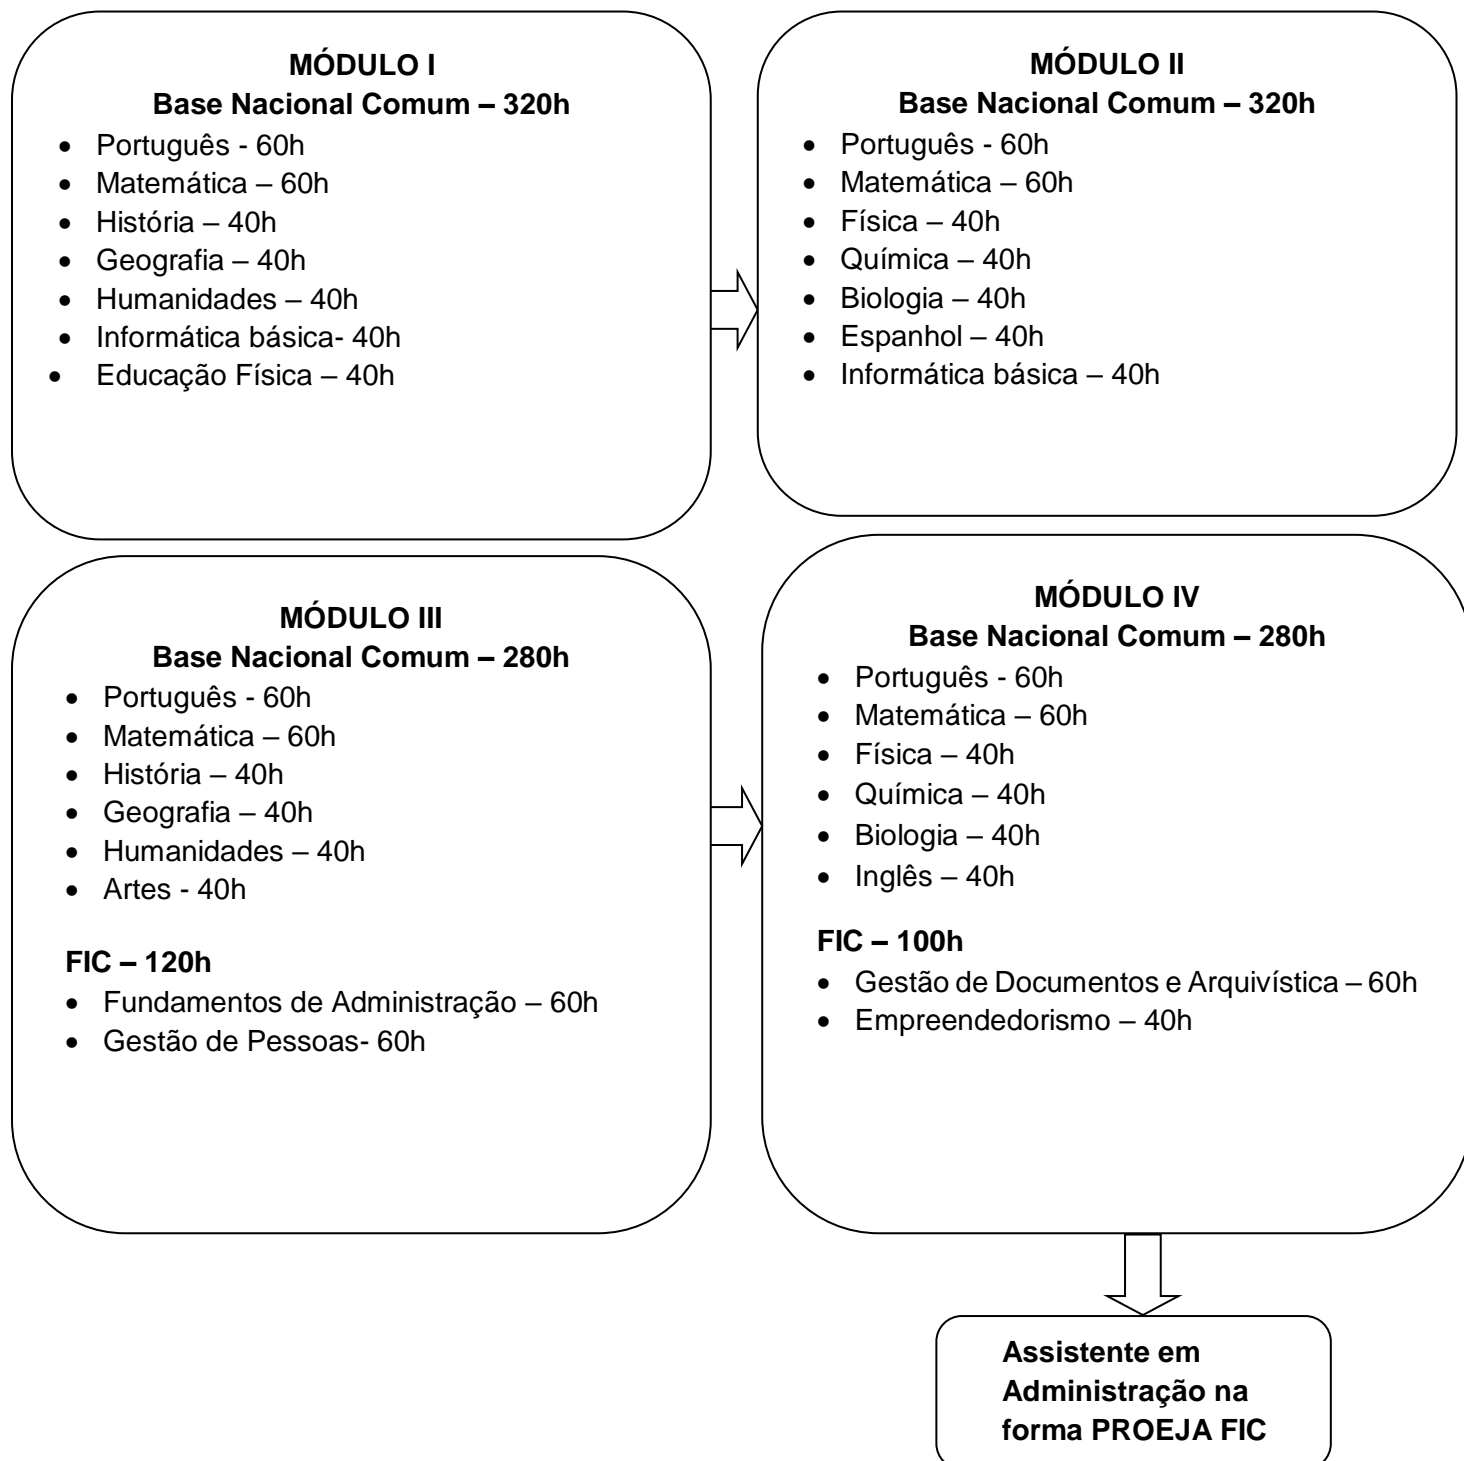 MÓDULO I
Base Nacional Comum – 320h
• Português - 60h
• Matemática – 60h
• História – 40h
• Geografia – 40h
• Humanidades – 40h
• Informática básica- 40h
• Educação Física – 40h
MÓDULO II
Base Nacional Comum – 320h
• Português - 60h
• Matemática – 60h
• Física – 40h
• Química – 40h
• Biologia – 40h
• Espanhol – 40h
• Informática básica – 40h
MÓDULO III
Base Nacional Comum – 280h
• Português - 60h
• Matemática – 60h
• História – 40h
• Geografia – 40h
• Humanidades – 40h
• Artes - 40h
FIC – 120h
• Fundamentos de Administração – 60h
• Gestão de Pessoas- 60h
MÓDULO IV
Base Nacional Comum – 280h
• Português - 60h
• Matemática – 60h
• Física – 40h
• Química – 40h
• Biologia – 40h
• Inglês – 40h
FIC – 100h
• Gestão de Documentos e Arquivística – 60h
• Empreendedorismo – 40h
Assistente em
Administração na
forma PROEJA FIC